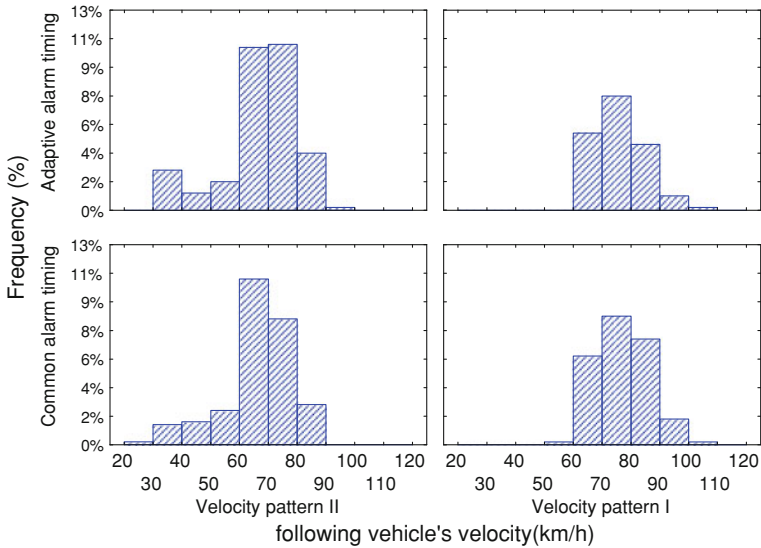 Frequency (%)
Adaptive alarm timing
13%
11%
9%
6%
4%
2%
0%
Common alarm timing
13%
11%
9%
6%
4%
2%
0%
20 40 60 80 100 120
30 50 70 90 110
Velocity pattern II
20 40 60 80 100 120
30 50 70 90 110
Velocity pattern I
following vehicle's velocity(km/h)